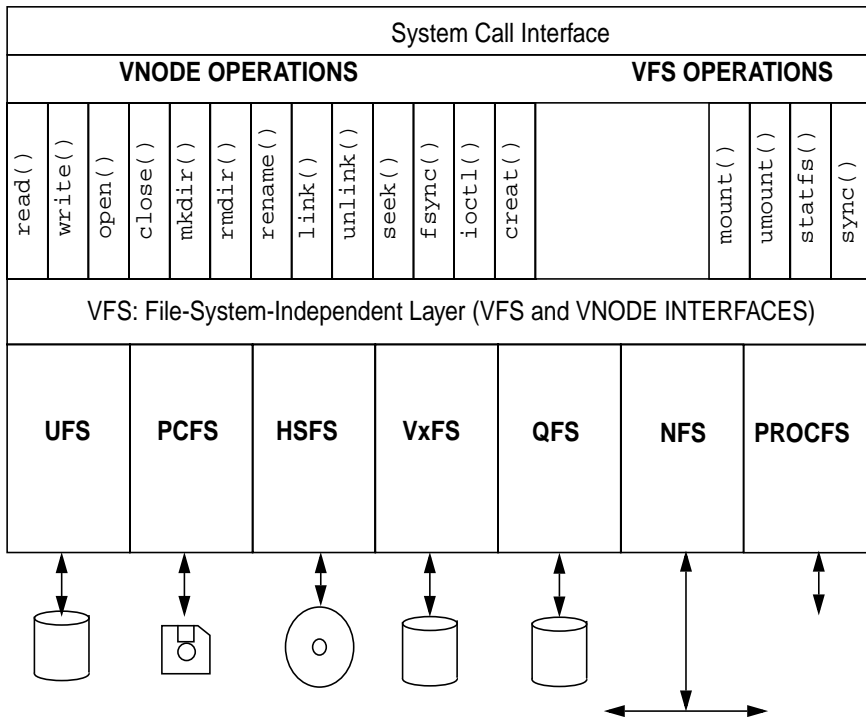 System Call Interface
VNODE OPERATIONS
VFS OPERATIONS
read()
write()
open()
close()
mkdir()
rmdir()
rename()
link()
unlink()
seek()
fsync()
ioctl()
creat()
mount()
umount()
statfs()
sync()
VFS: File-System-Independent Layer (VFS and VNODE INTERFACES)
UFS
PCFS
HSFS
VxFS
QFS
NFS
PROCFS